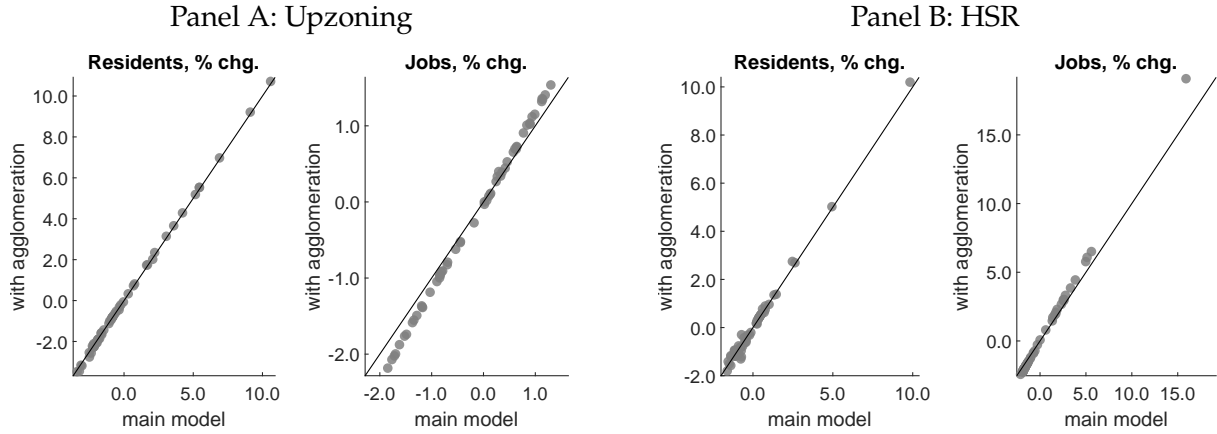 Panel A: Upzoning
Panel B: HSR
Residents, % chg.
10.0
8.0
6.0
4.0
2.0
0.0
-2.0
with agglomeration
0.0 5.0 10.0
main model
Jobs, % chg.
1.0
0.0
-1.0
-2.0
with agglomeration
-2.0 -1.0 0.0 1.0
main model
Residents, % chg.
10.0
8.0
6.0
4.0
2.0
0.0
-2.0
with agglomeration
0.0 5.0 10.0
main model
Jobs, % chg.
15.0
10.0
5.0
0.0
with agglomeration
0.0 5.0 10.0 15.0
main model